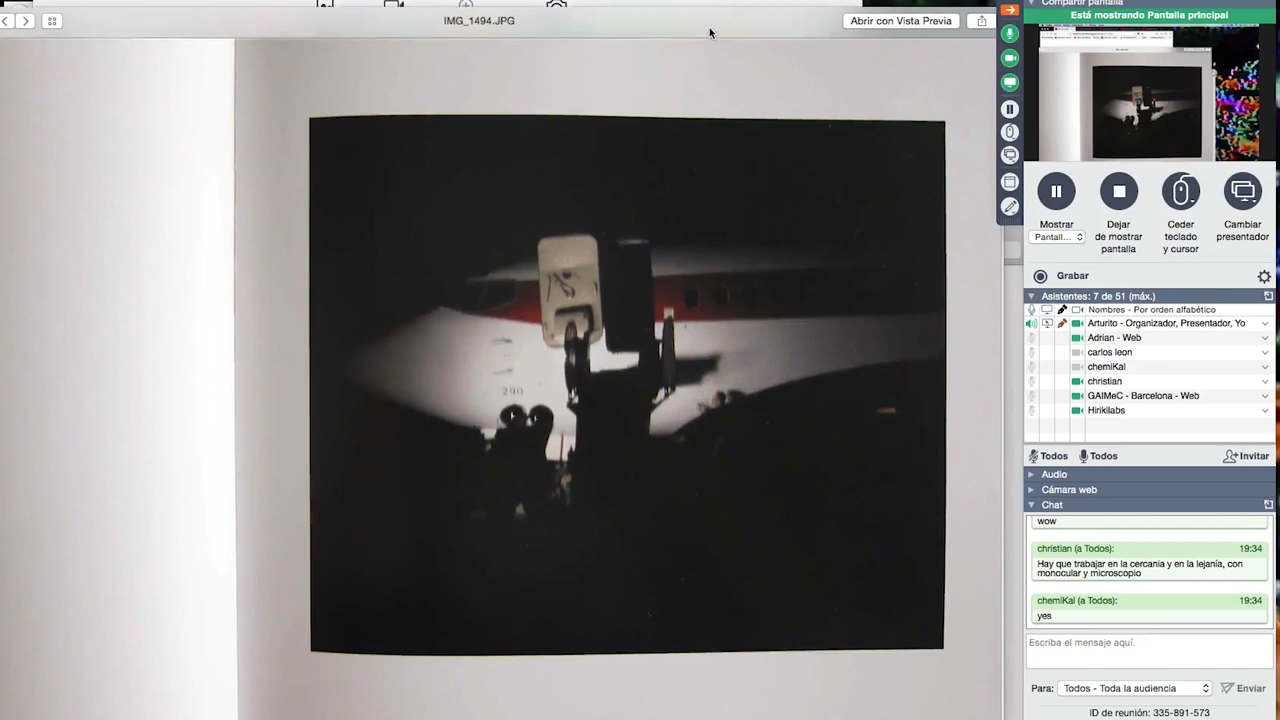 IMG_1494.JPG
Abrir con Vista Previa
290
Compartir pantalla
Está mostrando Pantalla principal
Mostrar
Pantall...
Dejar
de mostrar
pantalla
Ceder
teclado
y cursor
Cambiar
presentador
Grabar
Asistentes: 7 de 51 (máx.)
Nombres - Por orden alfabético
Arturito - Organizador, Presentador, Yo
Adrian - Web
carlos leon
chemiKal
christian
GAIMeC - Barcelona - Web
Hirikilabs
Todos
Todos
Invitar
Audio
Cámara web
Chat
wow
christian (a Todos): 19:34
Hay que trabajar en la cercania y en la lejanía, con
monocular y microscopio
chemiKal (a Todos): 19:34
yes
Escriba el mensaje aquí.
Para: Todos - Toda la audiencia
Enviar
ID de reunión: 335-891-573